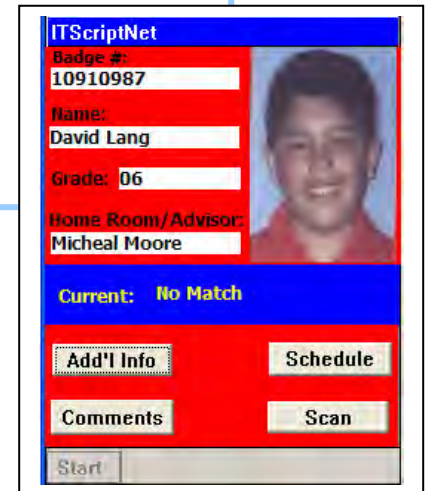 ITScriptNet
Badge #:
10910987
Name:
David Lang
Grade: 06
Home Room/Advisor:
Micheal Moore
Current: No Match
Add'l Info Schedule
Comments Scan
Start